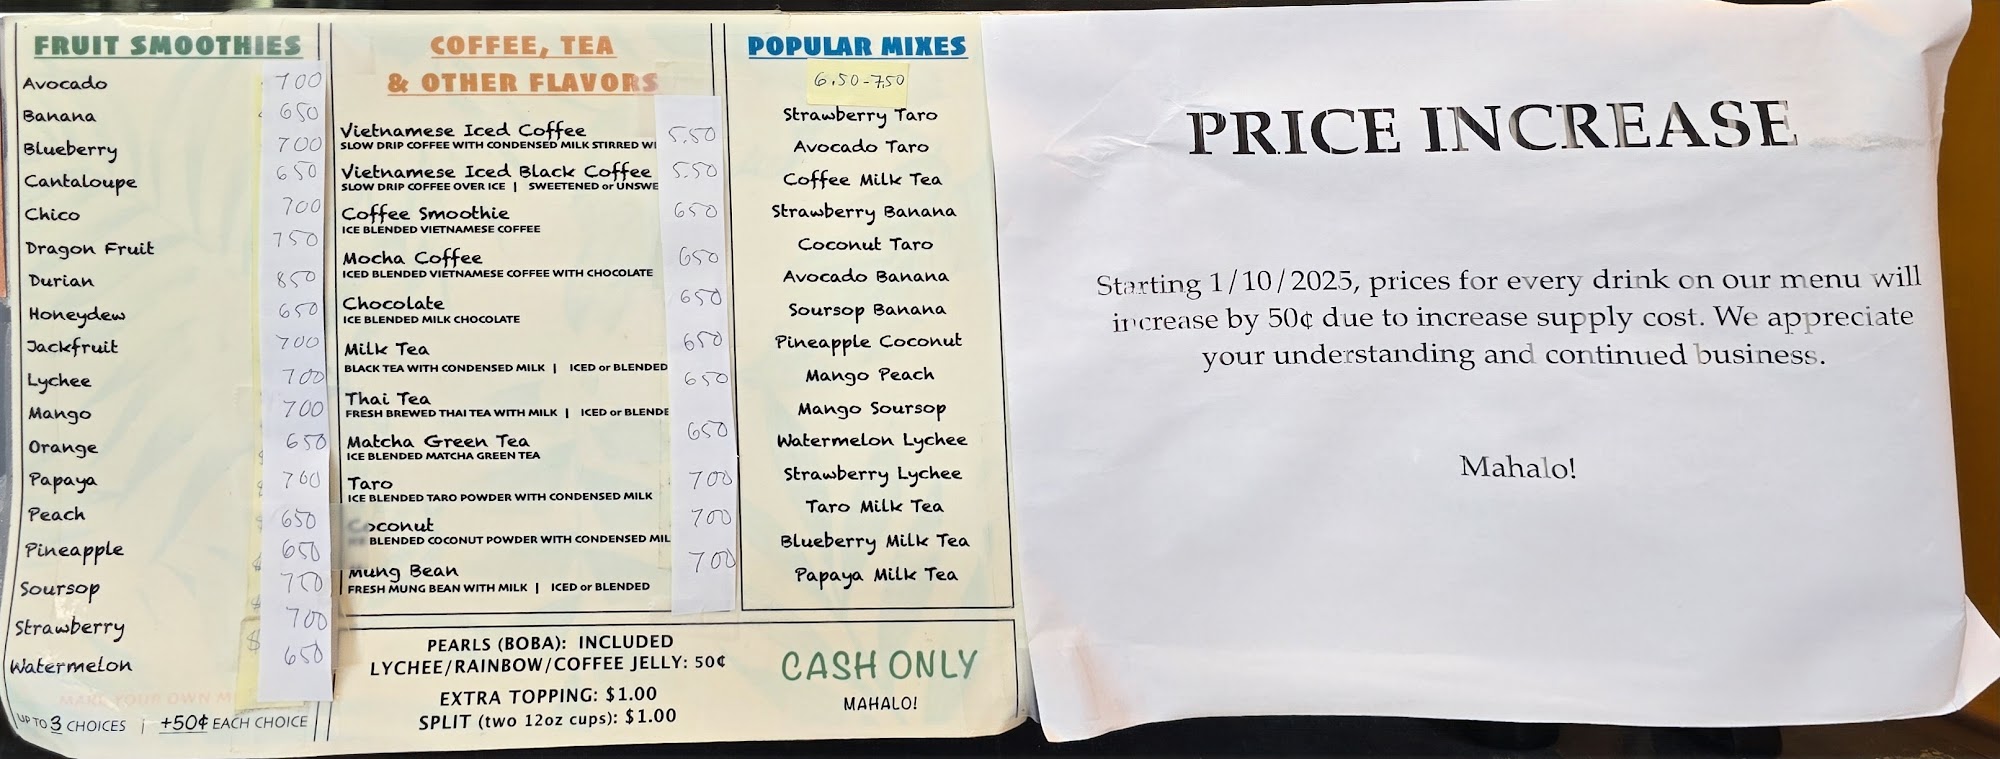 FRUIT SMOOTHIES
Avocado 700
Banana 650
Blueberry 700
Cantaloupe 650
Chico 700
Dragon Fruit 750
Durian 850
Honeydew 650
Jackfruit 700
Lychee 700
Mango 700
Orange 650
Papaya 700
Peach 650
Pineapple 650
Soursop 700
Strawberry 700
Watermelon 650
MAKE YOUR OWN
UP TO 3 CHOICES | +50¢ EACH CHOICE
COFFEE, TEA
& OTHER FLAVORS
Vietnamese Iced Coffee 5.50
SLOW DRIP COFFEE WITH CONDENSED MILK STIRRED
Vietnamese Iced Black Coffee 5.50
SLOW DRIP COFFEE OVER ICE | SWEETENED or UNSWE
Coffee Smoothie 650
ICE BLENDED VIETNAMESE COFFEE
Mocha Coffee 650
ICED BLENDED VIETNAMESE COFFEE WITH CHOCOLATE
Chocolate 650
ICE BLENDED MILK CHOCOLATE
Milk Tea 650
BLACK TEA WITH CONDENSED MILK | ICED or BLENDED
Thai Tea 650
FRESH BREWED THAI TEA WITH MILK | ICED or BLENDE
Matcha Green Tea 650
ICE BLENDED MATCHA GREEN TEA
Taro 700
ICE BLENDED TARO POWDER WITH CONDENSED MILK
Coconut 700
BLENDED COCONUT POWDER WITH CONDENSED MIL
Mung Bean 700
FRESH MUNG BEAN WITH MILK | ICED or BLENDED
POPULAR MIXES
6.50-7.50
Strawberry Taro
Avocado Taro
Coffee Milk Tea
Strawberry Banana
Coconut Taro
Avocado Banana
Soursop Banana
Pineapple Coconut
Mango Peach
Mango Soursop
Watermelon Lychee
Strawberry Lychee
Taro Milk Tea
Blueberry Milk Tea
Papaya Milk Tea
PEARLS (BOBA): INCLUDED
LYCHEE/RAINBOW/COFFEE JELLY: 50¢
EXTRA TOPPING: $1.00
SPLIT (two 12oz cups): $1.00
CASH ONLY
MAHALO!
PRICE INCREASE
Starting 1/10/2025, prices for every drink on our menu will
increase by 50¢ due to increase supply cost. We appreciate
your understanding and continued business.
Mahalo!